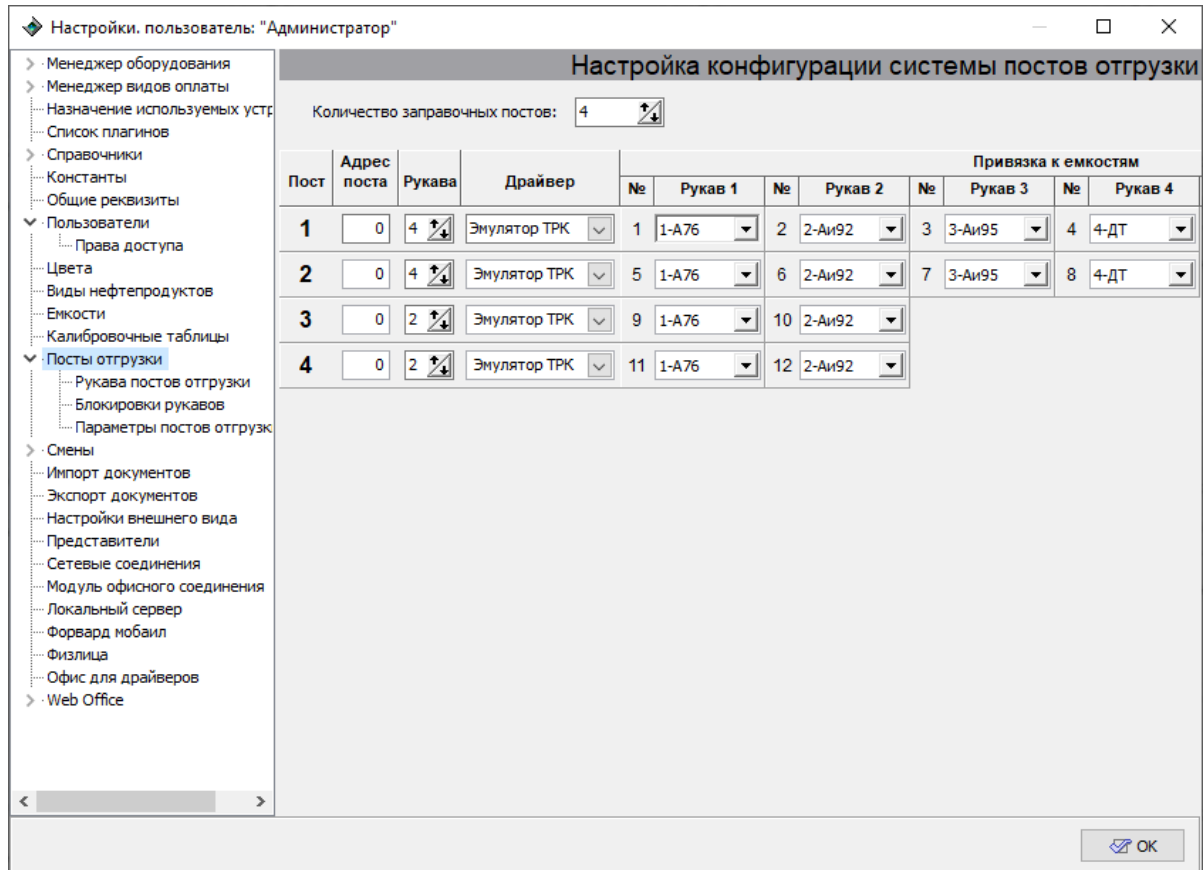 Настройки. пользователь: "Администратор"
Менеджер оборудования
Менеджер видов оплаты
Назначение используемых устр
Список плагинов
Справочники
Константы
Общие реквизиты
Пользователи
Права доступа
Цвета
Виды нефтепродуктов
Емкости
Калибровочные таблицы
Посты отгрузки
Рукава постов отгрузки
Блокировки рукавов
Параметры постов отгрузк
Смены
Импорт документов
Экспорт документов
Настройки внешнего вида
Представители
Сетевые соединения
Модуль офисного соединения
Локальный сервер
Форвард мобаил
Физлица
Офис для драйверов
Web Office
Настройка конфигурации системы постов отгрузки
Количество заправочных постов: 4
Пост Адрес поста Рукава Драйвер Привязка к емкостям
№ Рукав 1 № Рукав 2 № Рукав 3 № Рукав 4
1 0 4 Эмулятор ТРК 1 1-А76 2 2-Аи92 3 3-Аи95 4 4-ДТ
2 0 4 Эмулятор ТРК 5 1-А76 6 2-Аи92 7 3-Аи95 8 4-ДТ
3 0 2 Эмулятор ТРК 9 1-А76 10 2-Аи92
4 0 2 Эмулятор ТРК 11 1-А76 12 2-Аи92
OK